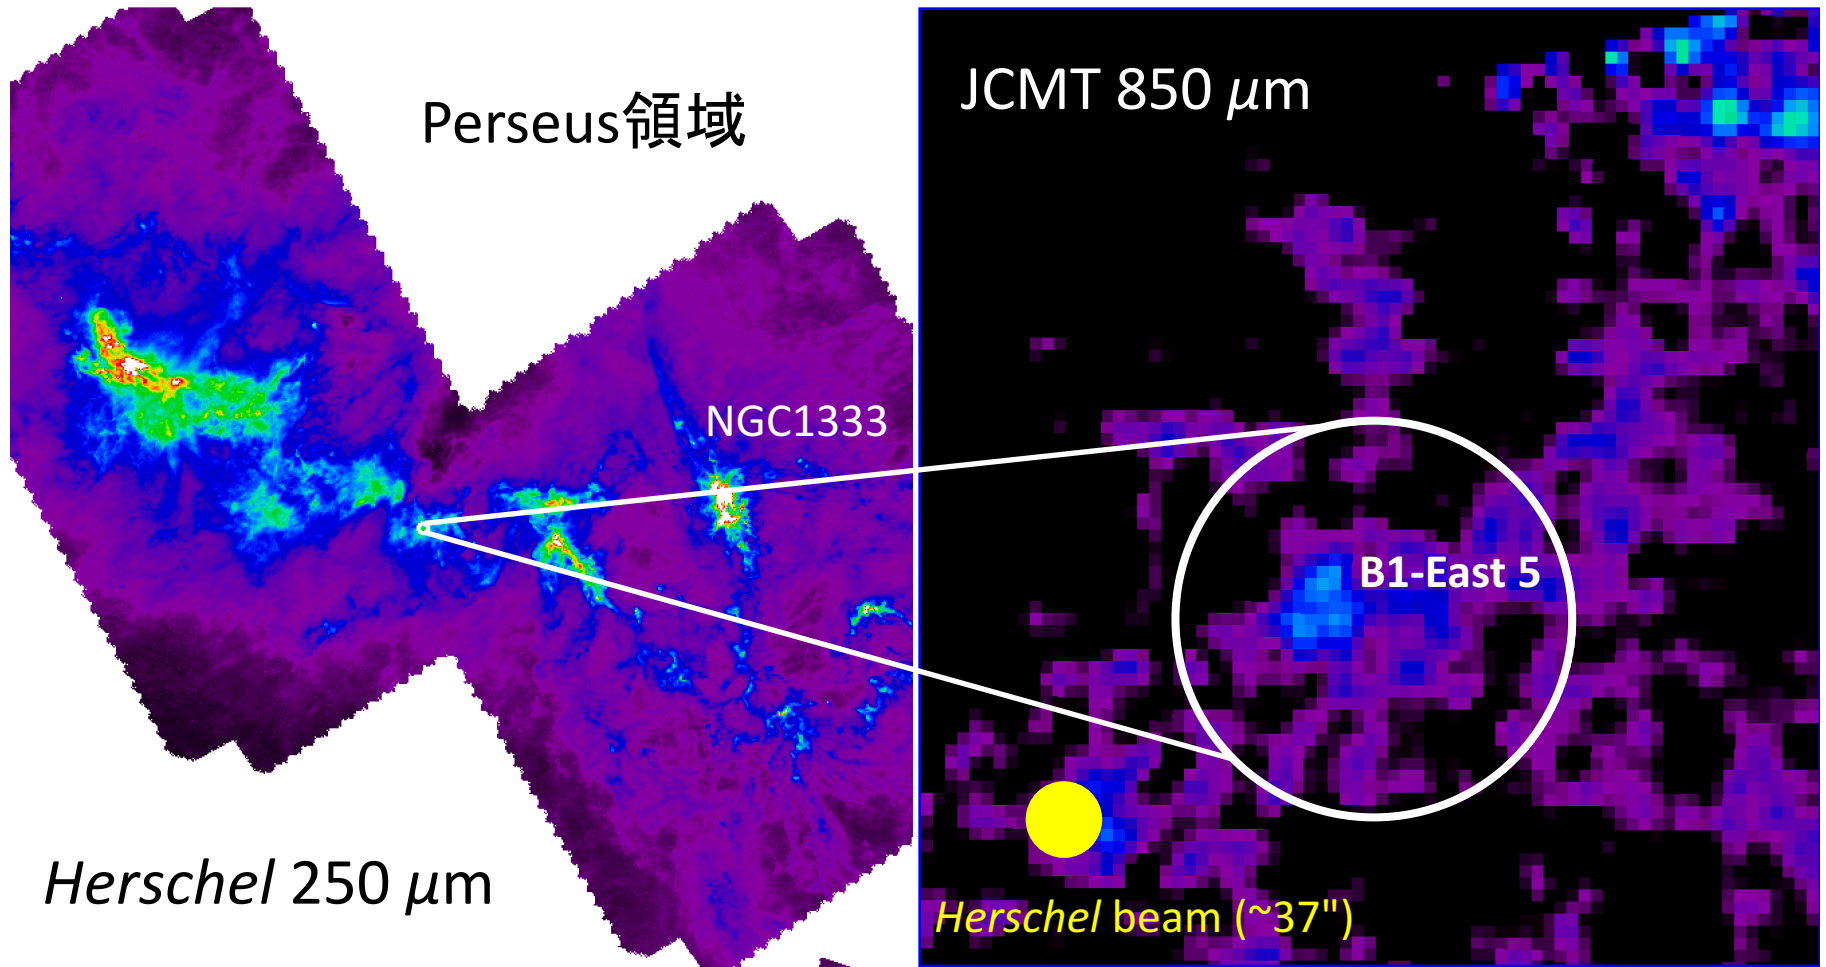 Perseus領域
NGC1333
Herschel 250 μm
JCMT 850 μm
B1-East 5
Herschel beam (~37")